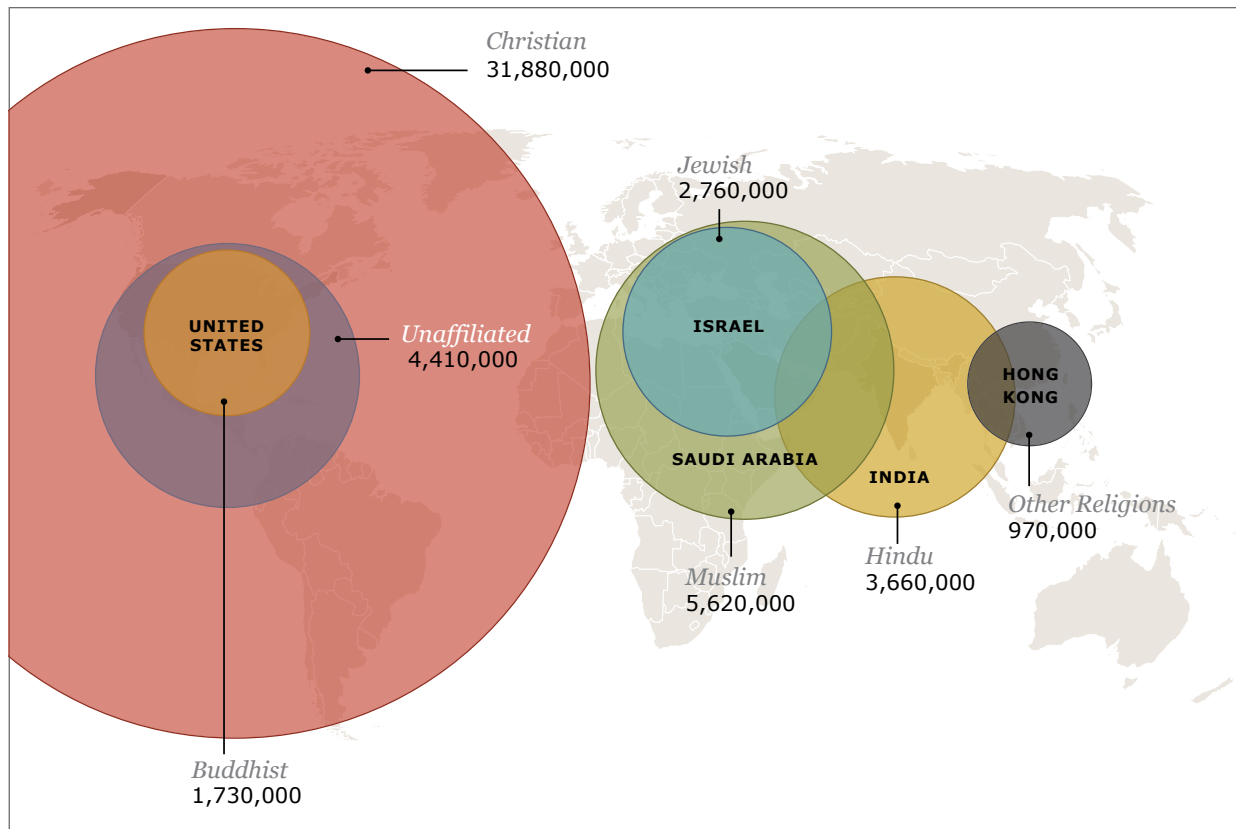 Christian
31,880,000
Jewish
2,760,000
UNITED
STATES
Unaffiliated
4,410,000
ISRAEL
HONG
KONG
SAUDI ARABIA
INDIA
Other Religions
970,000
Hindu
3,660,000
Muslim
5,620,000
Buddhist
1,730,000